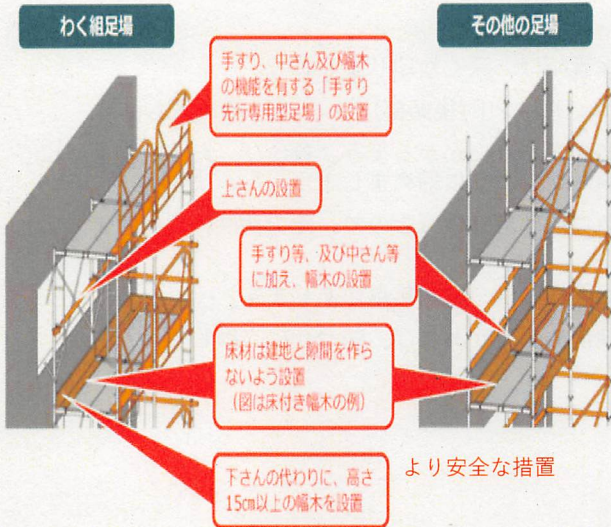 わく組足場
その他の足場
手すり、中さん及び幅木
の機能を有する「手すり
先行専用型足場」の設置
上さんの設置
手すり等、及び中さん等
に加え、幅木の設置
床材は建地と隙間を作ら
ないよう設置
(図は床付き幅木の例)
下さんの代わりに、高さ
15cm以上の幅木を設置
より安全な措置